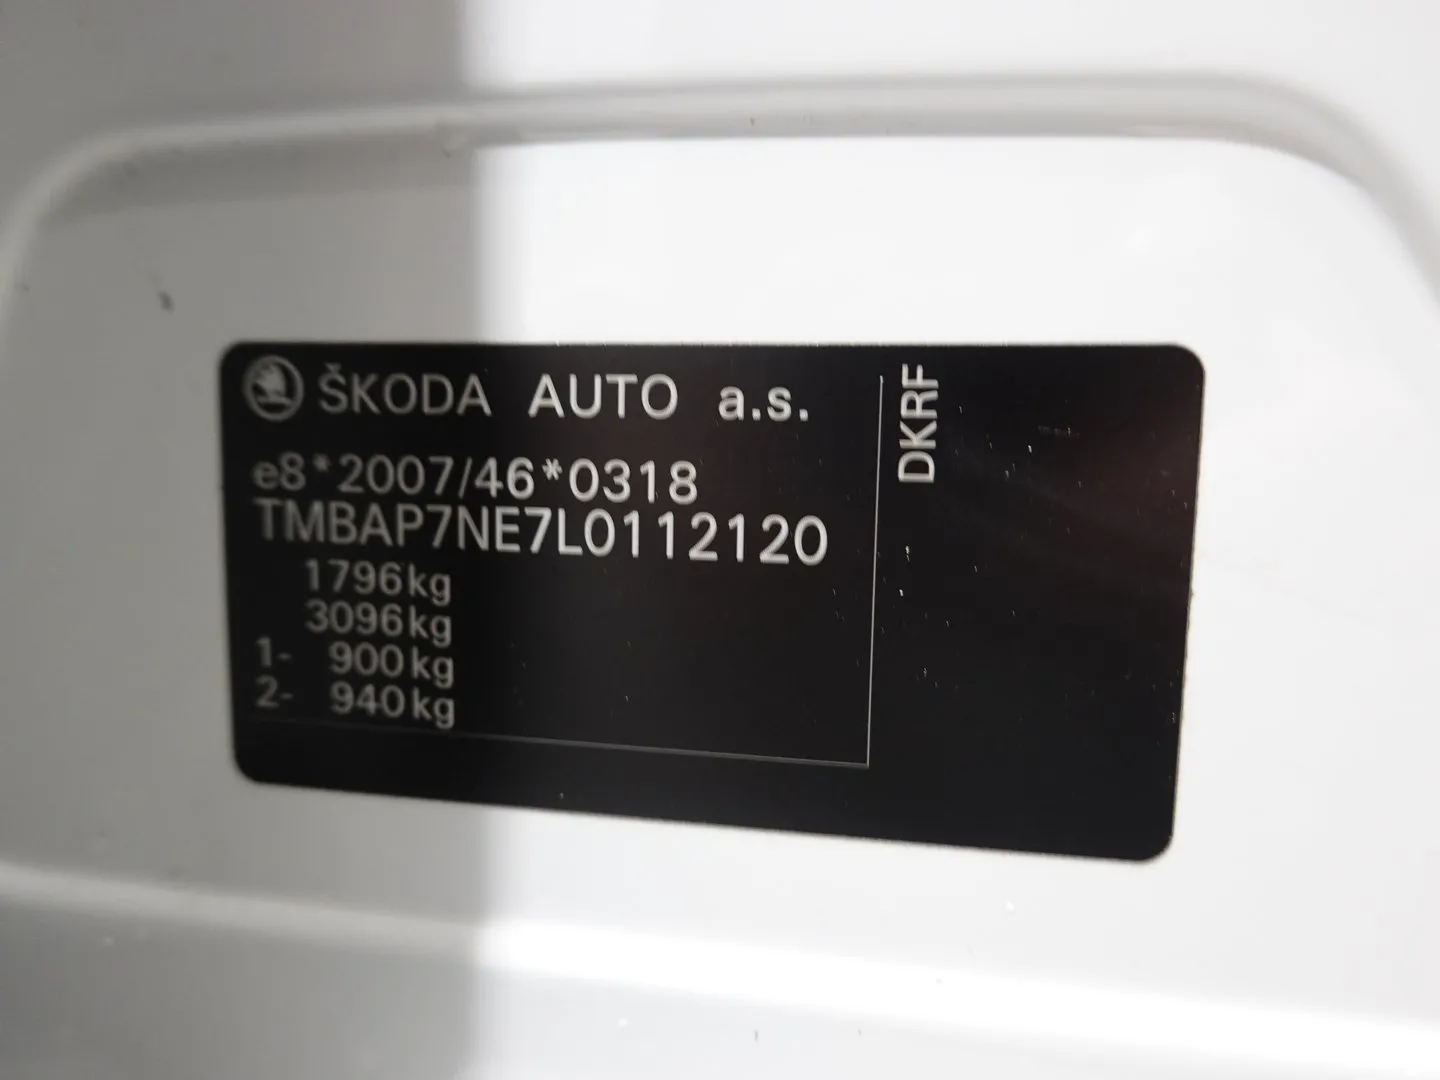 ŠKODA AUTO a.s.
e8*2007/46*0318
TMBAP7NE7L0112120
1796kg
3096kg
1- 900kg
2- 940kg
DKRF